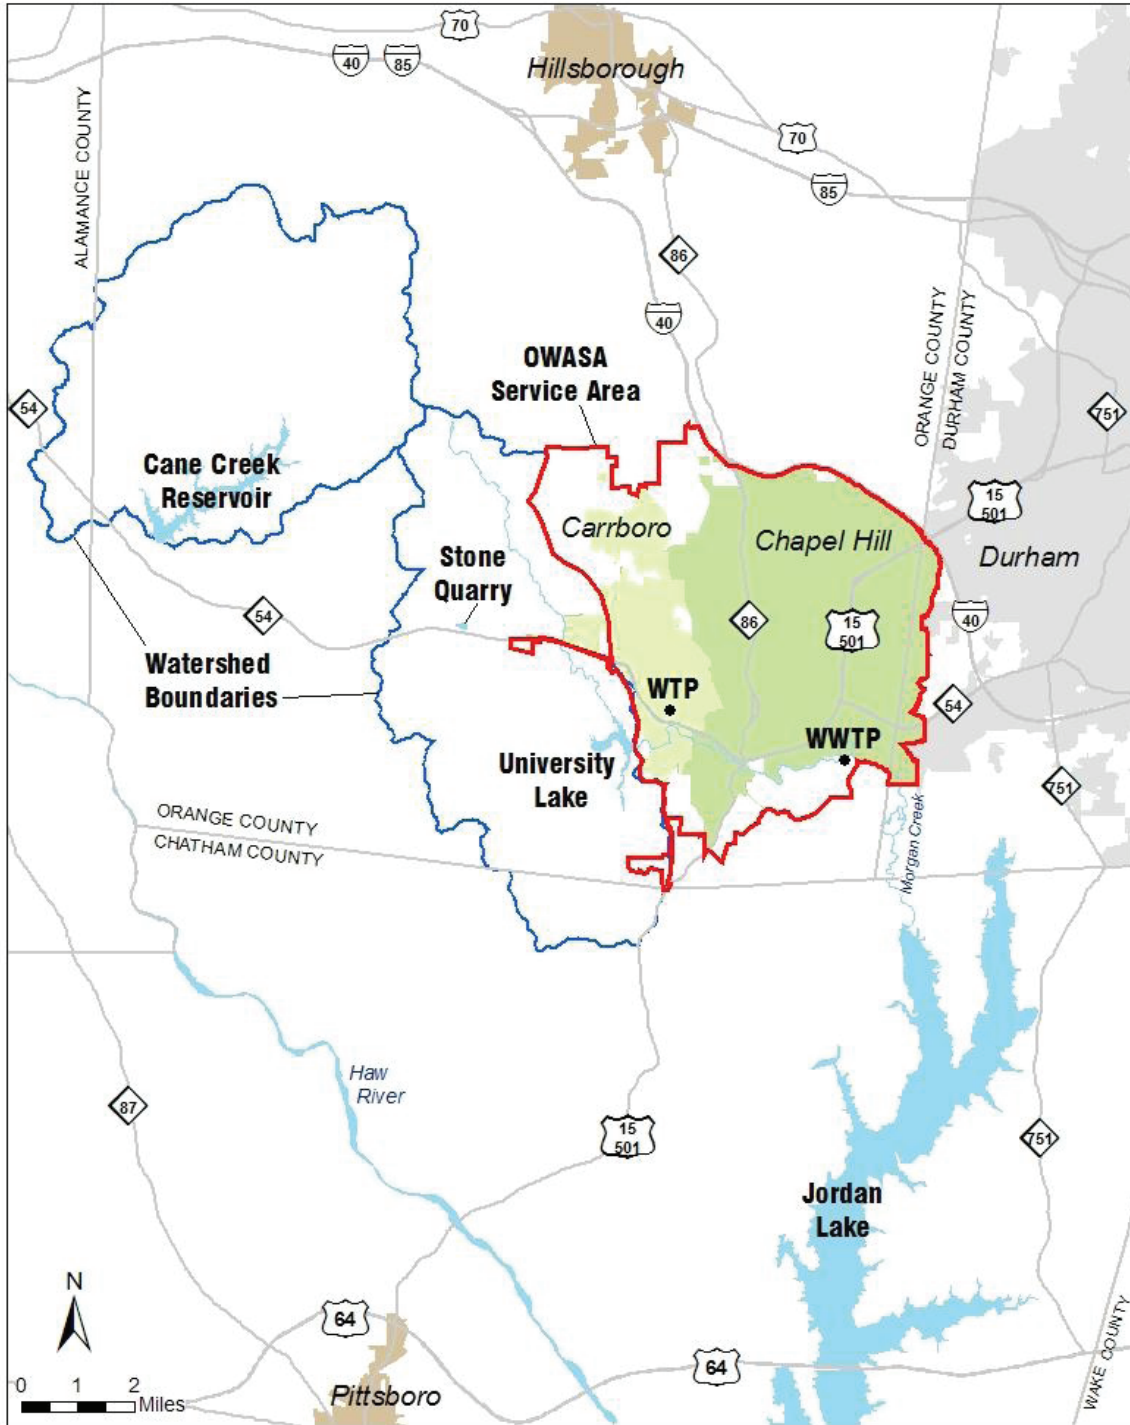 70
40
85
Hillsborough
70
85
ALAMANCE COUNTY
86
40
ORANGE COUNTY
DURHAM COUNTY
OWASA
Service Area
54
751
Cane Creek
Reservoir
15
501
Carrboro
Chapel Hill
Durham
Stone
Quarry
54
86
15
501
40
Watershed
Boundaries
WTP
54
WWTP
University
Lake
751
ORANGE COUNTY
CHATHAM COUNTY
Morgan Creek
Haw
River
87
15
501
751
Jordan
Lake
N
64
64
WAKE COUNTY
0 1 2
Miles
Pittsboro